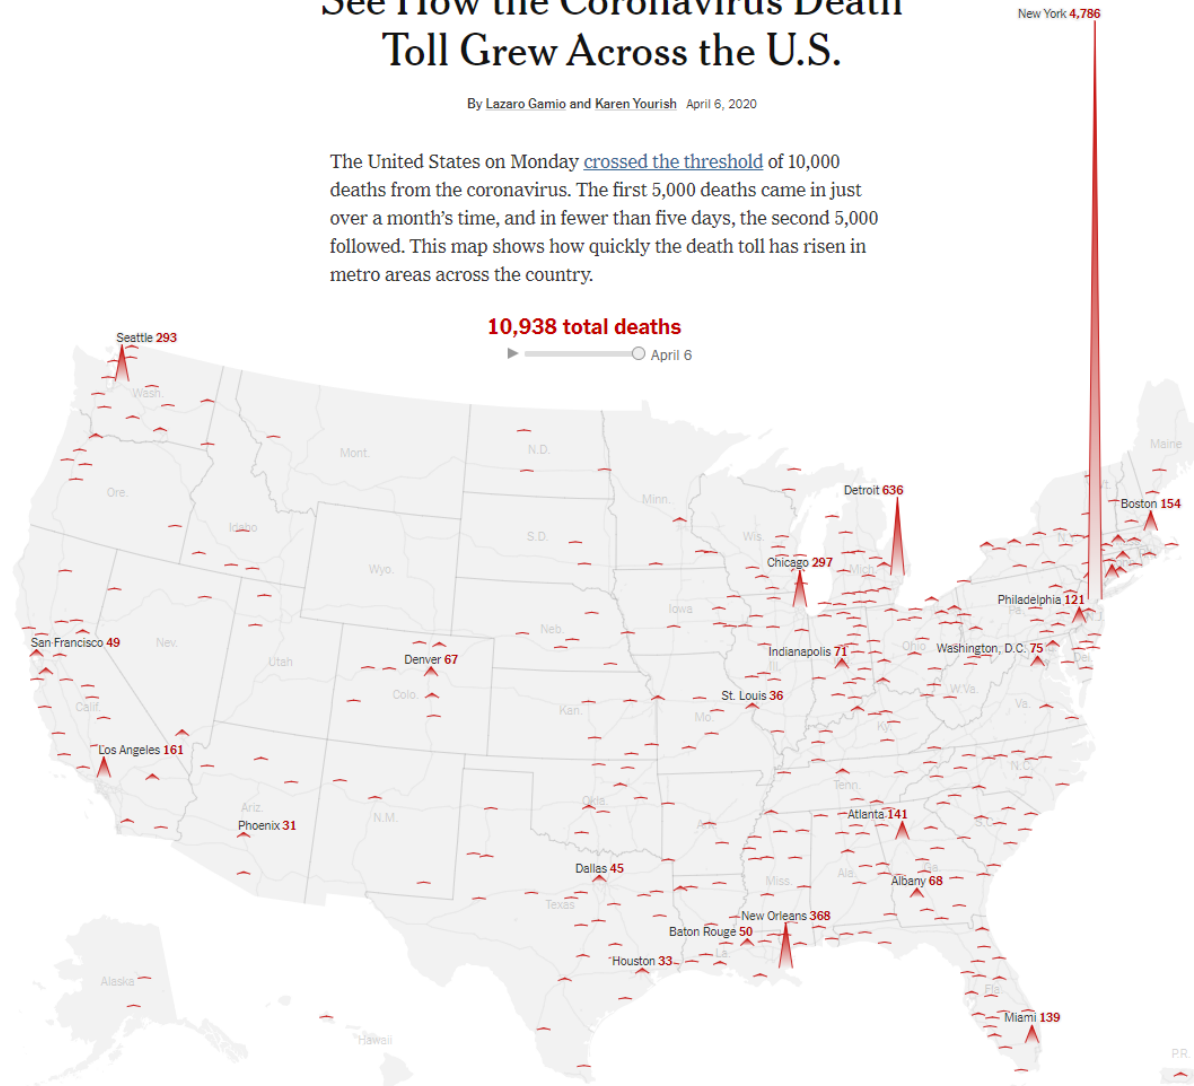 See How the Coronavirus Death
Toll Grew Across the U.S.
New York 4,786
By Lazaro Gamio and Karen Yourish April 6, 2020
The United States on Monday crossed the threshold of 10,000
deaths from the coronavirus. The first 5,000 deaths came in just
over a month's time, and in fewer than five days, the second 5,000
followed. This map shows how quickly the death toll has risen in
metro areas across the country.
10,938 total deaths
April 6
Seattle 293
Wash.
Mont.
N.D.
Maine
Ore.
Minn.
Detroit 636
Vt.
Boston 154
Idaho
S.D.
Wis.
N.Y.
Wyo.
Chicago 297
Mich.
Iowa
Philadelphia 121
Pa.
N.J.
San Francisco 49
Nev.
Neb.
Indianapolis 71
Ohio
Washington, D.C. 75
Utah
Denver 67
Ill.
Del.
Calif.
Colo.
Kan.
St. Louis 36
Mo.
W.Va.
Va.
Ky.
Los Angeles 161
N.C.
Tenn.
Ariz.
Okla.
Phoenix 31
N.M.
Ark.
Atlanta 141
S.C.
Dallas 45
Miss.
Ala.
Ga.
Albany 68
Texas
New Orleans 368
Baton Rouge 50
La.
Houston 33
Alaska
Fla.
Miami 139
Hawaii
P.R.